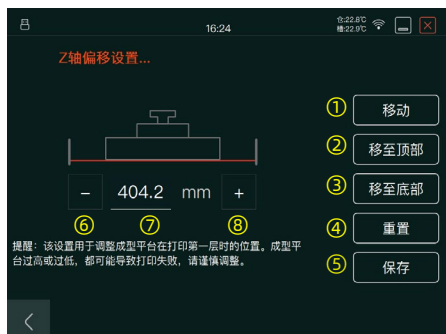 16:24
仓:22.8℃
槽:22.9℃
Z轴偏移设置...
① 移动
② 移至顶部
③ 移至底部
④ 重置
⑤ 保存
− 404.2 mm +
⑥ ⑦ ⑧
提醒：该设置用于调整成型平台在打印第一层时的位置。成型平
台过高或过低，都可能导致打印失败，请谨慎调整。